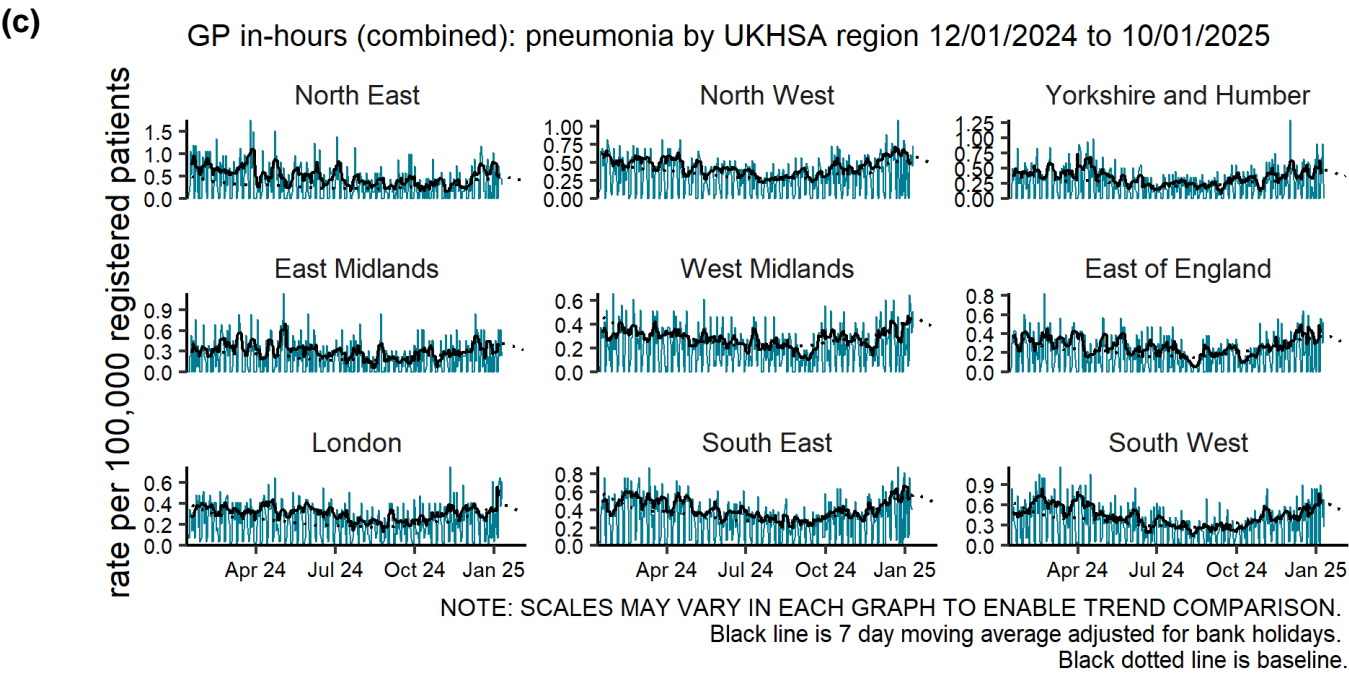 (c)
GP in-hours (combined): pneumonia by UKHSA region 12/01/2024 to 10/01/2025
rate per 100,000 registered patients
North East
1.5
1.0
0.5
0.0
North West
1.00
0.75
0.50
0.25
0.00
Yorkshire and Humber
1.25
1.00
0.75
0.50
0.25
0.00
East Midlands
0.9
0.6
0.3
0.0
West Midlands
0.6
0.4
0.2
0.0
East of England
0.8
0.6
0.4
0.2
0.0
London
0.6
0.4
0.2
0.0
Apr 24 Jul 24 Oct 24 Jan 25
South East
0.8
0.6
0.4
0.2
0.0
Apr 24 Jul 24 Oct 24 Jan 25
South West
0.9
0.6
0.3
0.0
Apr 24 Jul 24 Oct 24 Jan 25
NOTE: SCALES MAY VARY IN EACH GRAPH TO ENABLE TREND COMPARISON.
Black line is 7 day moving average adjusted for bank holidays.
Black dotted line is baseline.